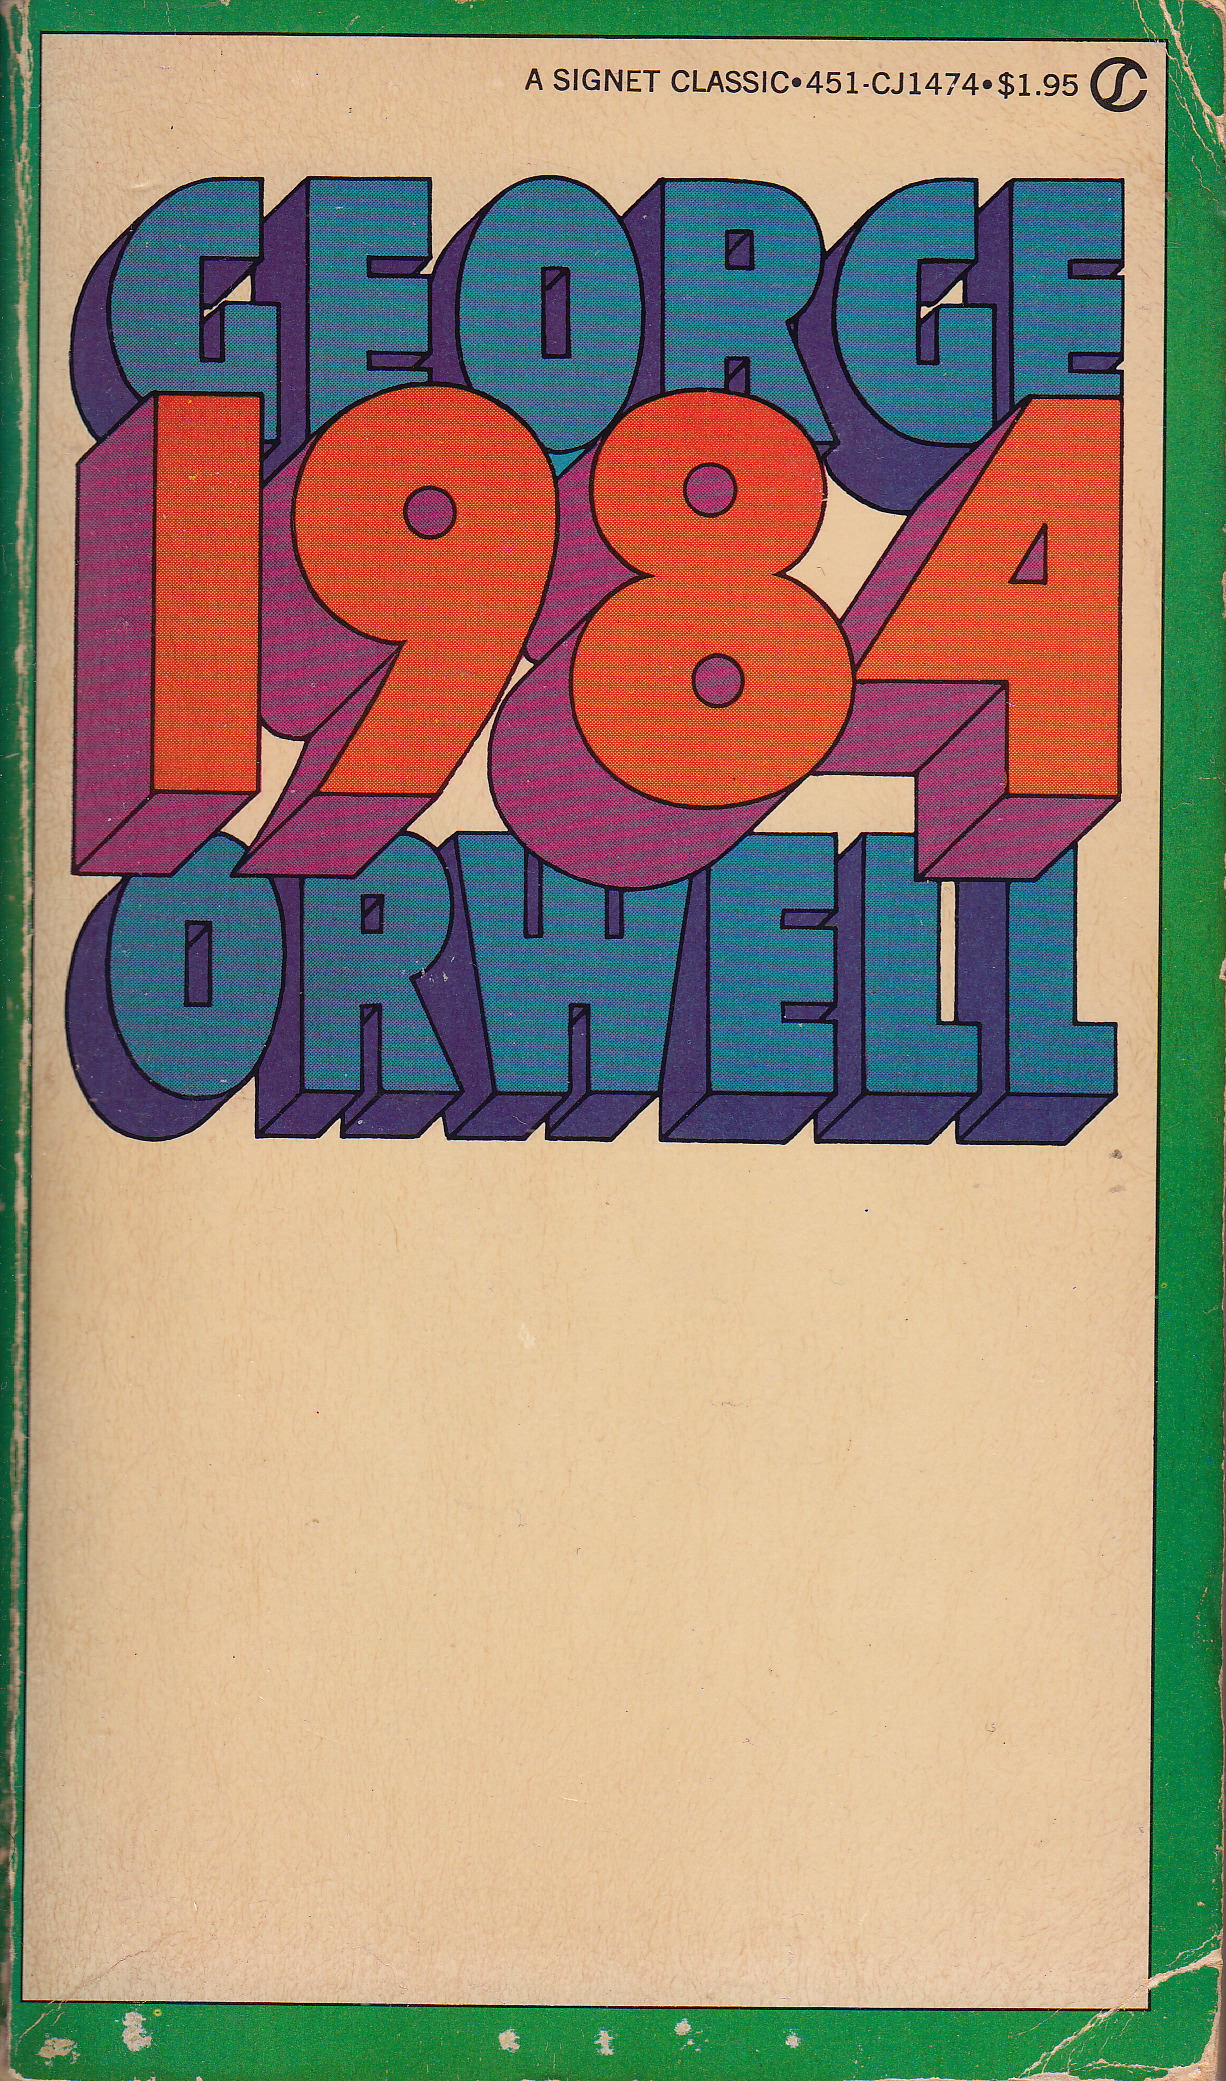 A SIGNET CLASSIC•451-CJ1474•$1.95
GEORGE
1984
ORWELL